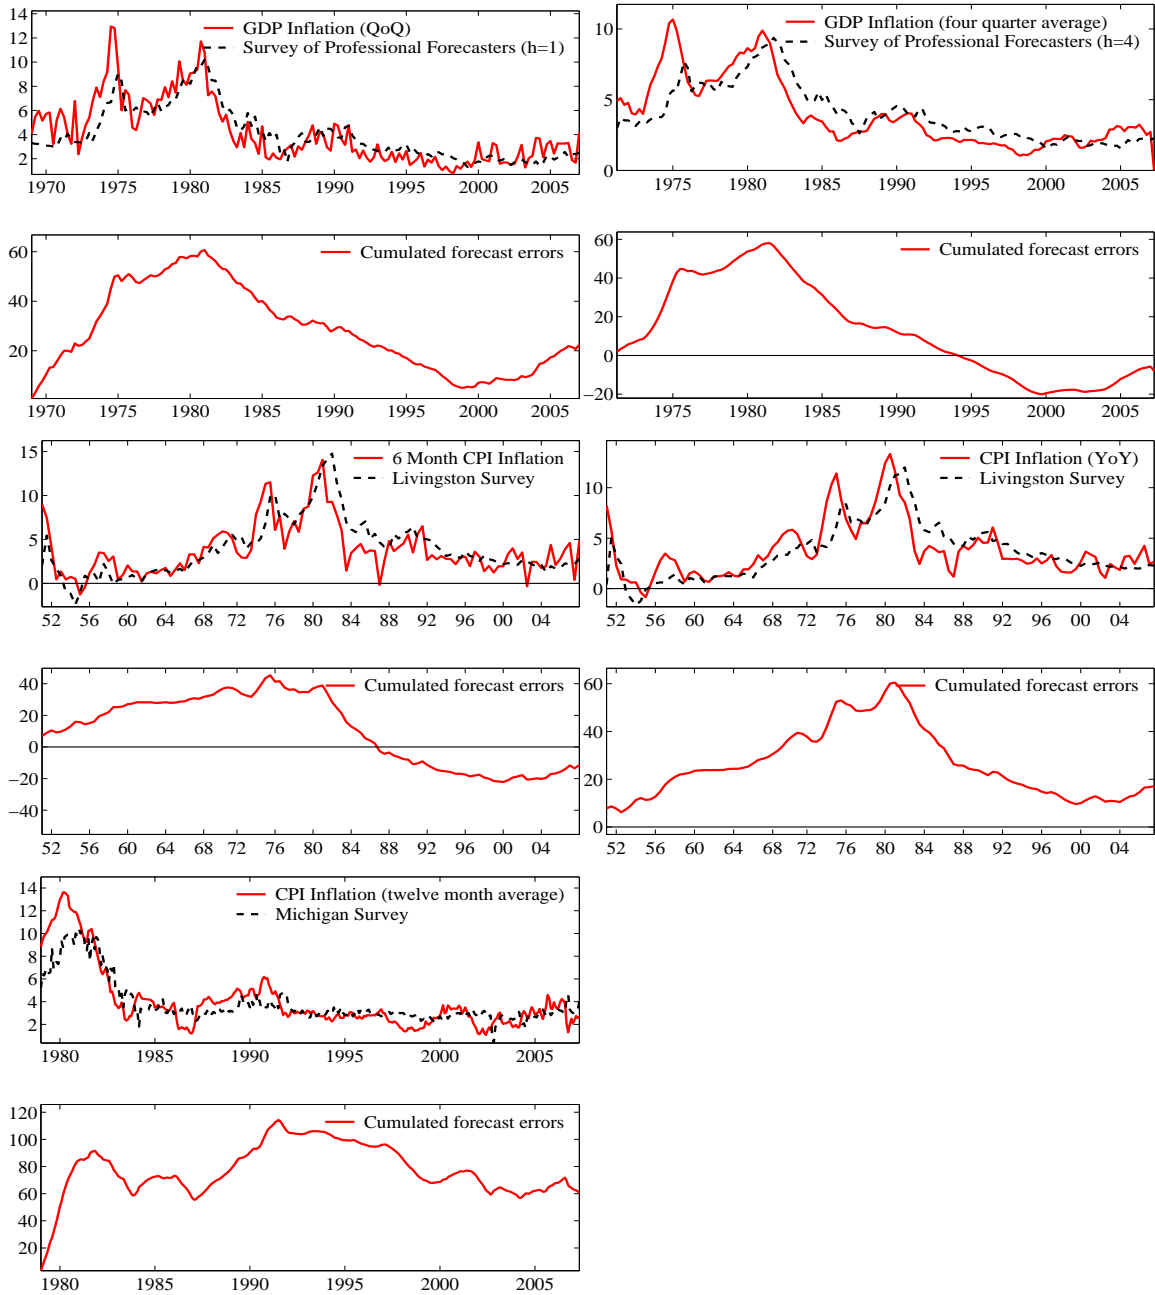 GDP Inflation (QoQ)
Survey of Professional Forecasters (h=1)
14
12
10
8
6
4
2
1970 1975 1980 1985 1990 1995 2000 2005
GDP Inflation (four quarter average)
Survey of Professional Forecasters (h=4)
10
5
0
1975 1980 1985 1990 1995 2000 2005
Cumulated forecast errors
60
40
20
1970 1975 1980 1985 1990 1995 2000 2005
Cumulated forecast errors
60
40
20
0
−20
1975 1980 1985 1990 1995 2000 2005
6 Month CPI Inflation
Livingston Survey
15
10
5
0
52 56 60 64 68 72 76 80 84 88 92 96 00 04
CPI Inflation (YoY)
Livingston Survey
10
5
0
52 56 60 64 68 72 76 80 84 88 92 96 00 04
Cumulated forecast errors
40
20
0
−20
−40
52 56 60 64 68 72 76 80 84 88 92 96 00 04
Cumulated forecast errors
60
40
20
0
52 56 60 64 68 72 76 80 84 88 92 96 00 04
CPI Inflation (twelve month average)
Michigan Survey
14
12
10
8
6
4
2
1980 1985 1990 1995 2000 2005
Cumulated forecast errors
120
100
80
60
40
20
1980 1985 1990 1995 2000 2005